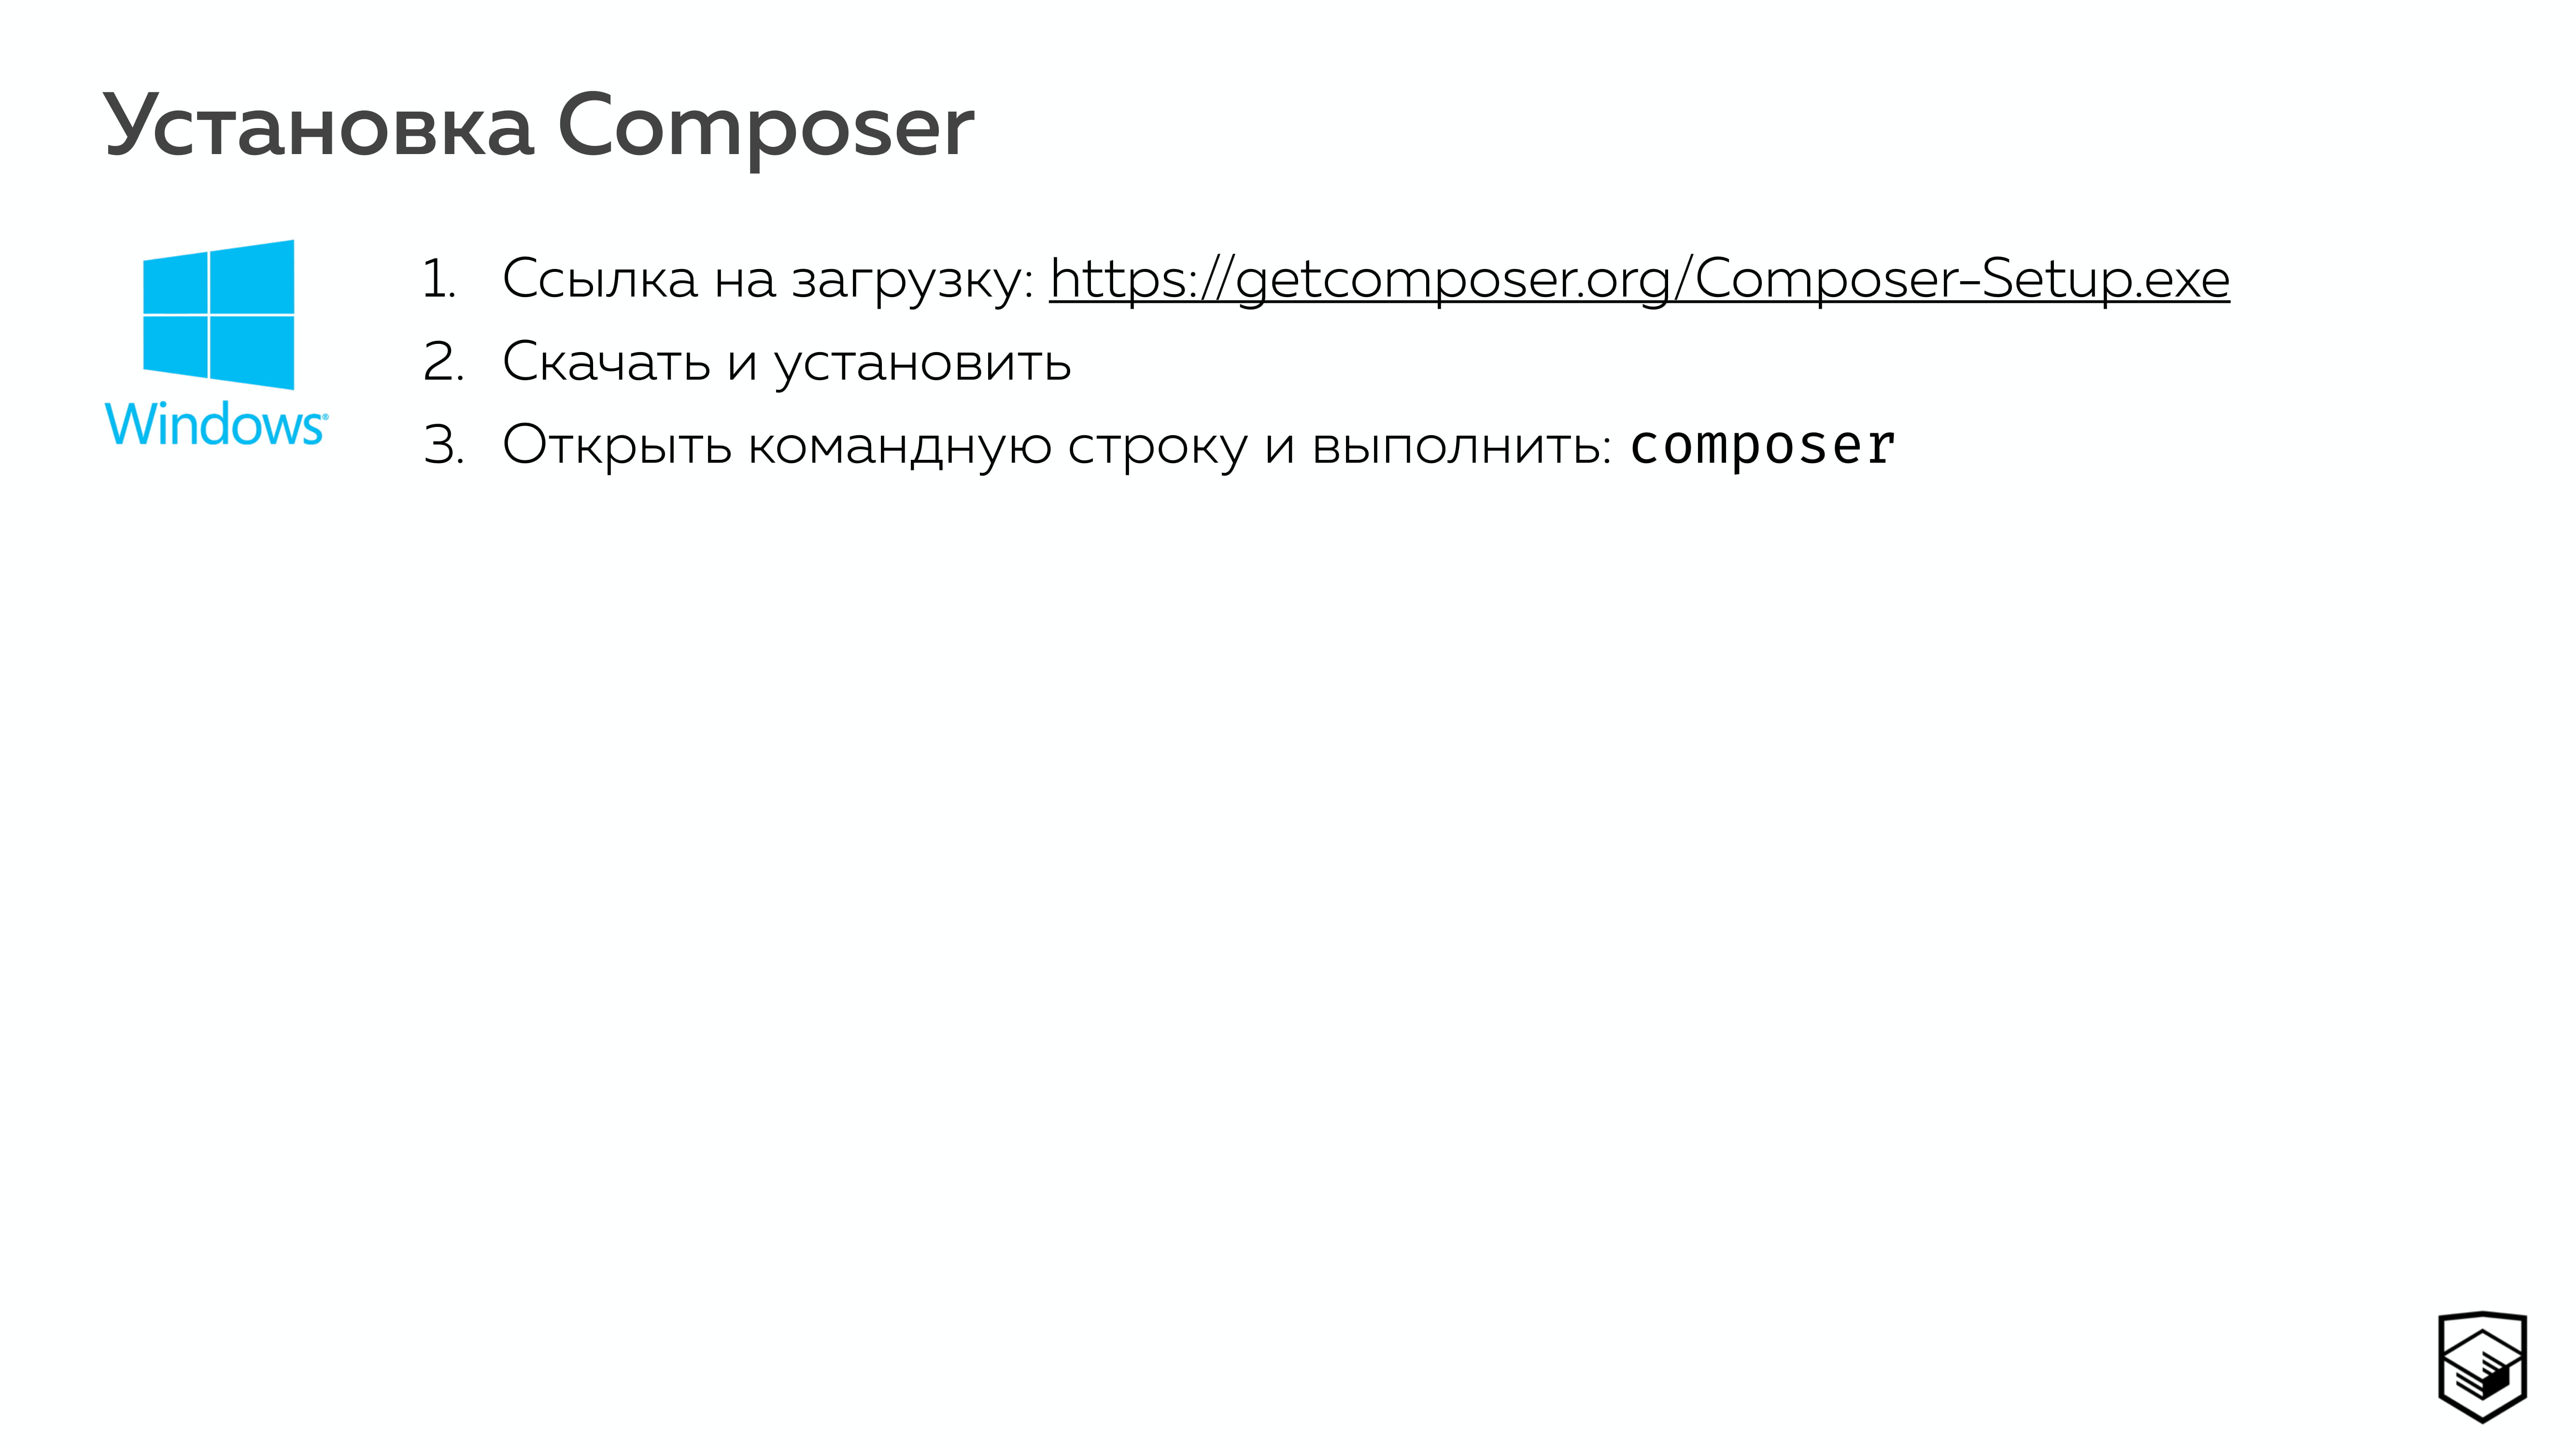 Установка Composer
Windows®
1. Ссылка на загрузку: https://getcomposer.org/Composer-Setup.exe
2. Скачать и установить
3. Открыть командную строку и выполнить: composer